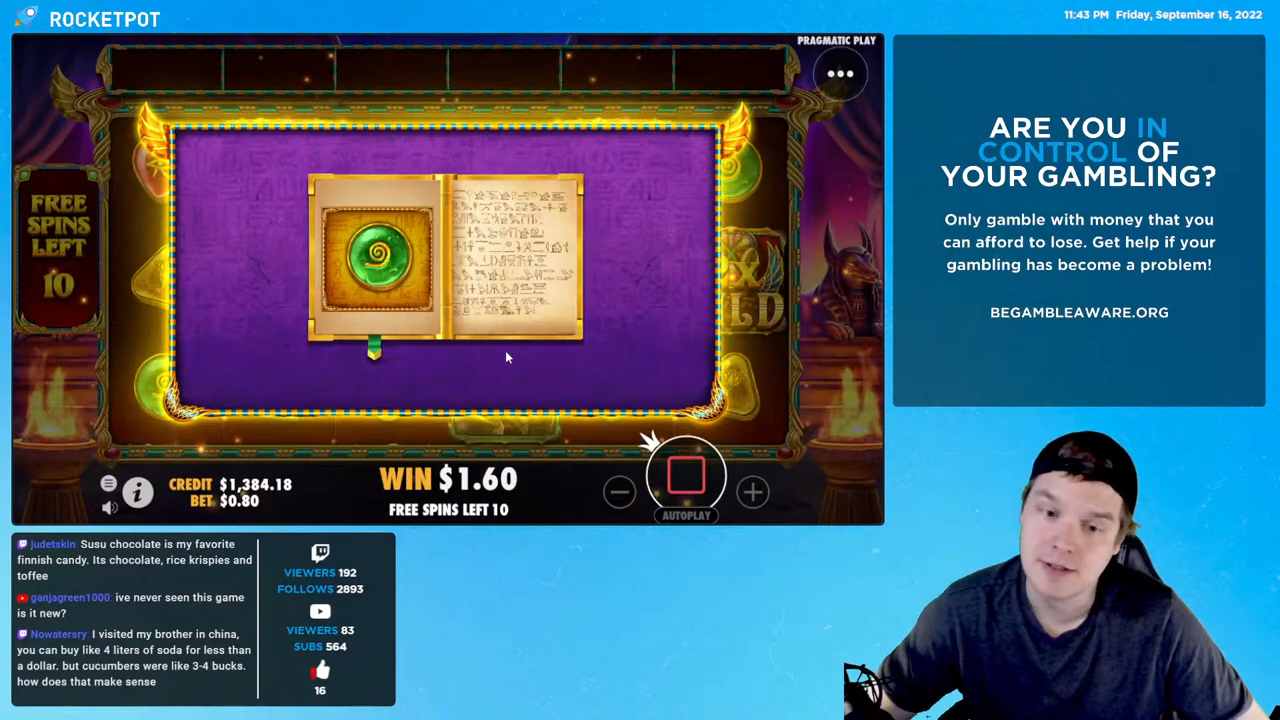 ROCKETPOT
11:43 PM Friday, September 16, 2022
PRAGMATIC PLAY
FREE
SPINS
LEFT
10
CREDIT $1,384.18
BET $0.80
WIN $1.60
FREE SPINS LEFT 10
AUTOPLAY
ARE YOU IN
CONTROL OF
YOUR GAMBLING?
Only gamble with money that you
can afford to lose. Get help if your
gambling has become a problem!
BEGAMBLEAWARE.ORG
judetskin: Susu chocolate is my favorite
finnish candy. Its chocolate, rice krispies and
toffee
ganjagreen1000: ive never seen this game
is it new?
Nowatersry: I visited my brother in china,
you can buy like 4 liters of soda for less than
a dollar. but cucumbers were like 3-4 bucks.
how does that make sense
VIEWERS 192
FOLLOWS 2893
VIEWERS 83
SUBS 564
16